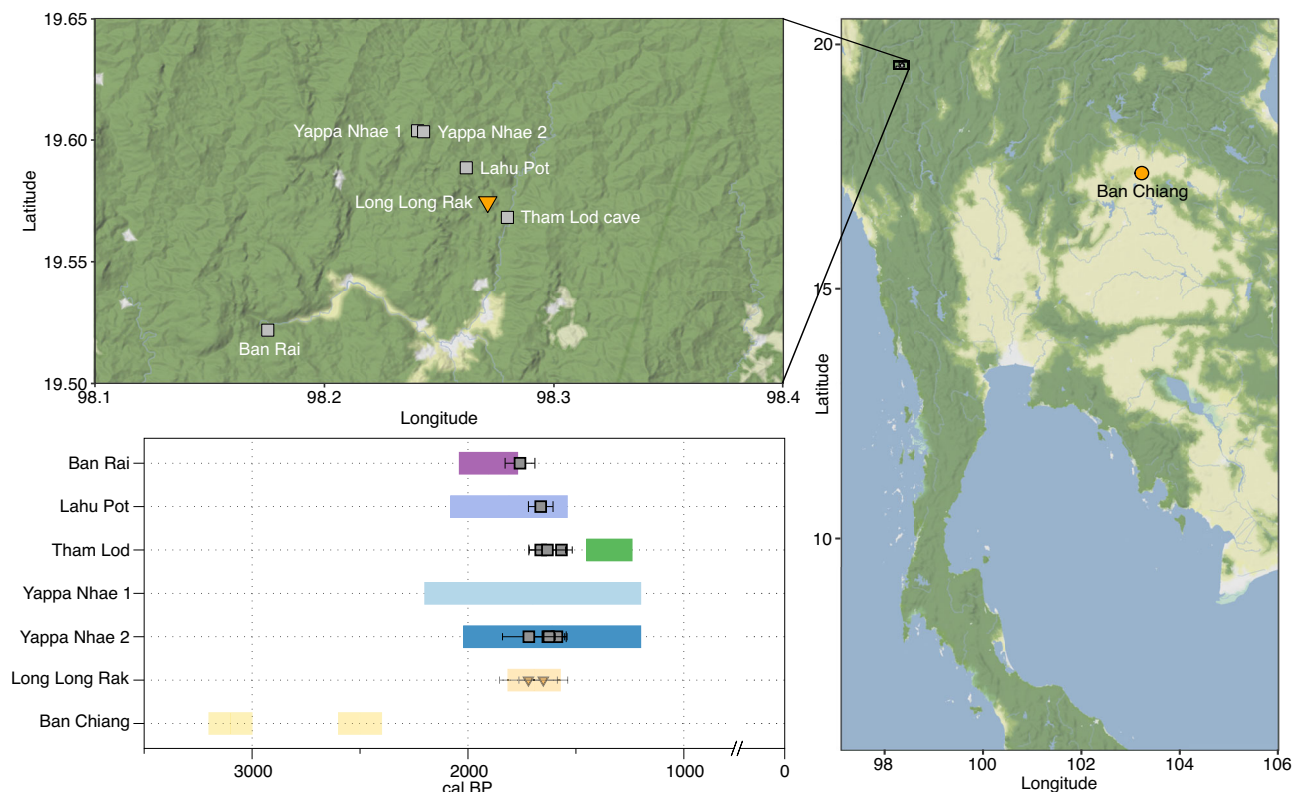 19.65
19.60
19.55
19.50
Latitude
98.1
98.2
98.3
98.4
Longitude
Yappa Nhae 1
Yappa Nhae 2
Lahu Pot
Long Long Rak
Tham Lod cave
Ban Rai
20
15
10
Latitude
Ban Chiang
98
100
102
104
106
Longitude
Ban Rai
Lahu Pot
Tham Lod
Yappa Nhae 1
Yappa Nhae 2
Long Long Rak
Ban Chiang
3000
2000
1000
0
cal BP